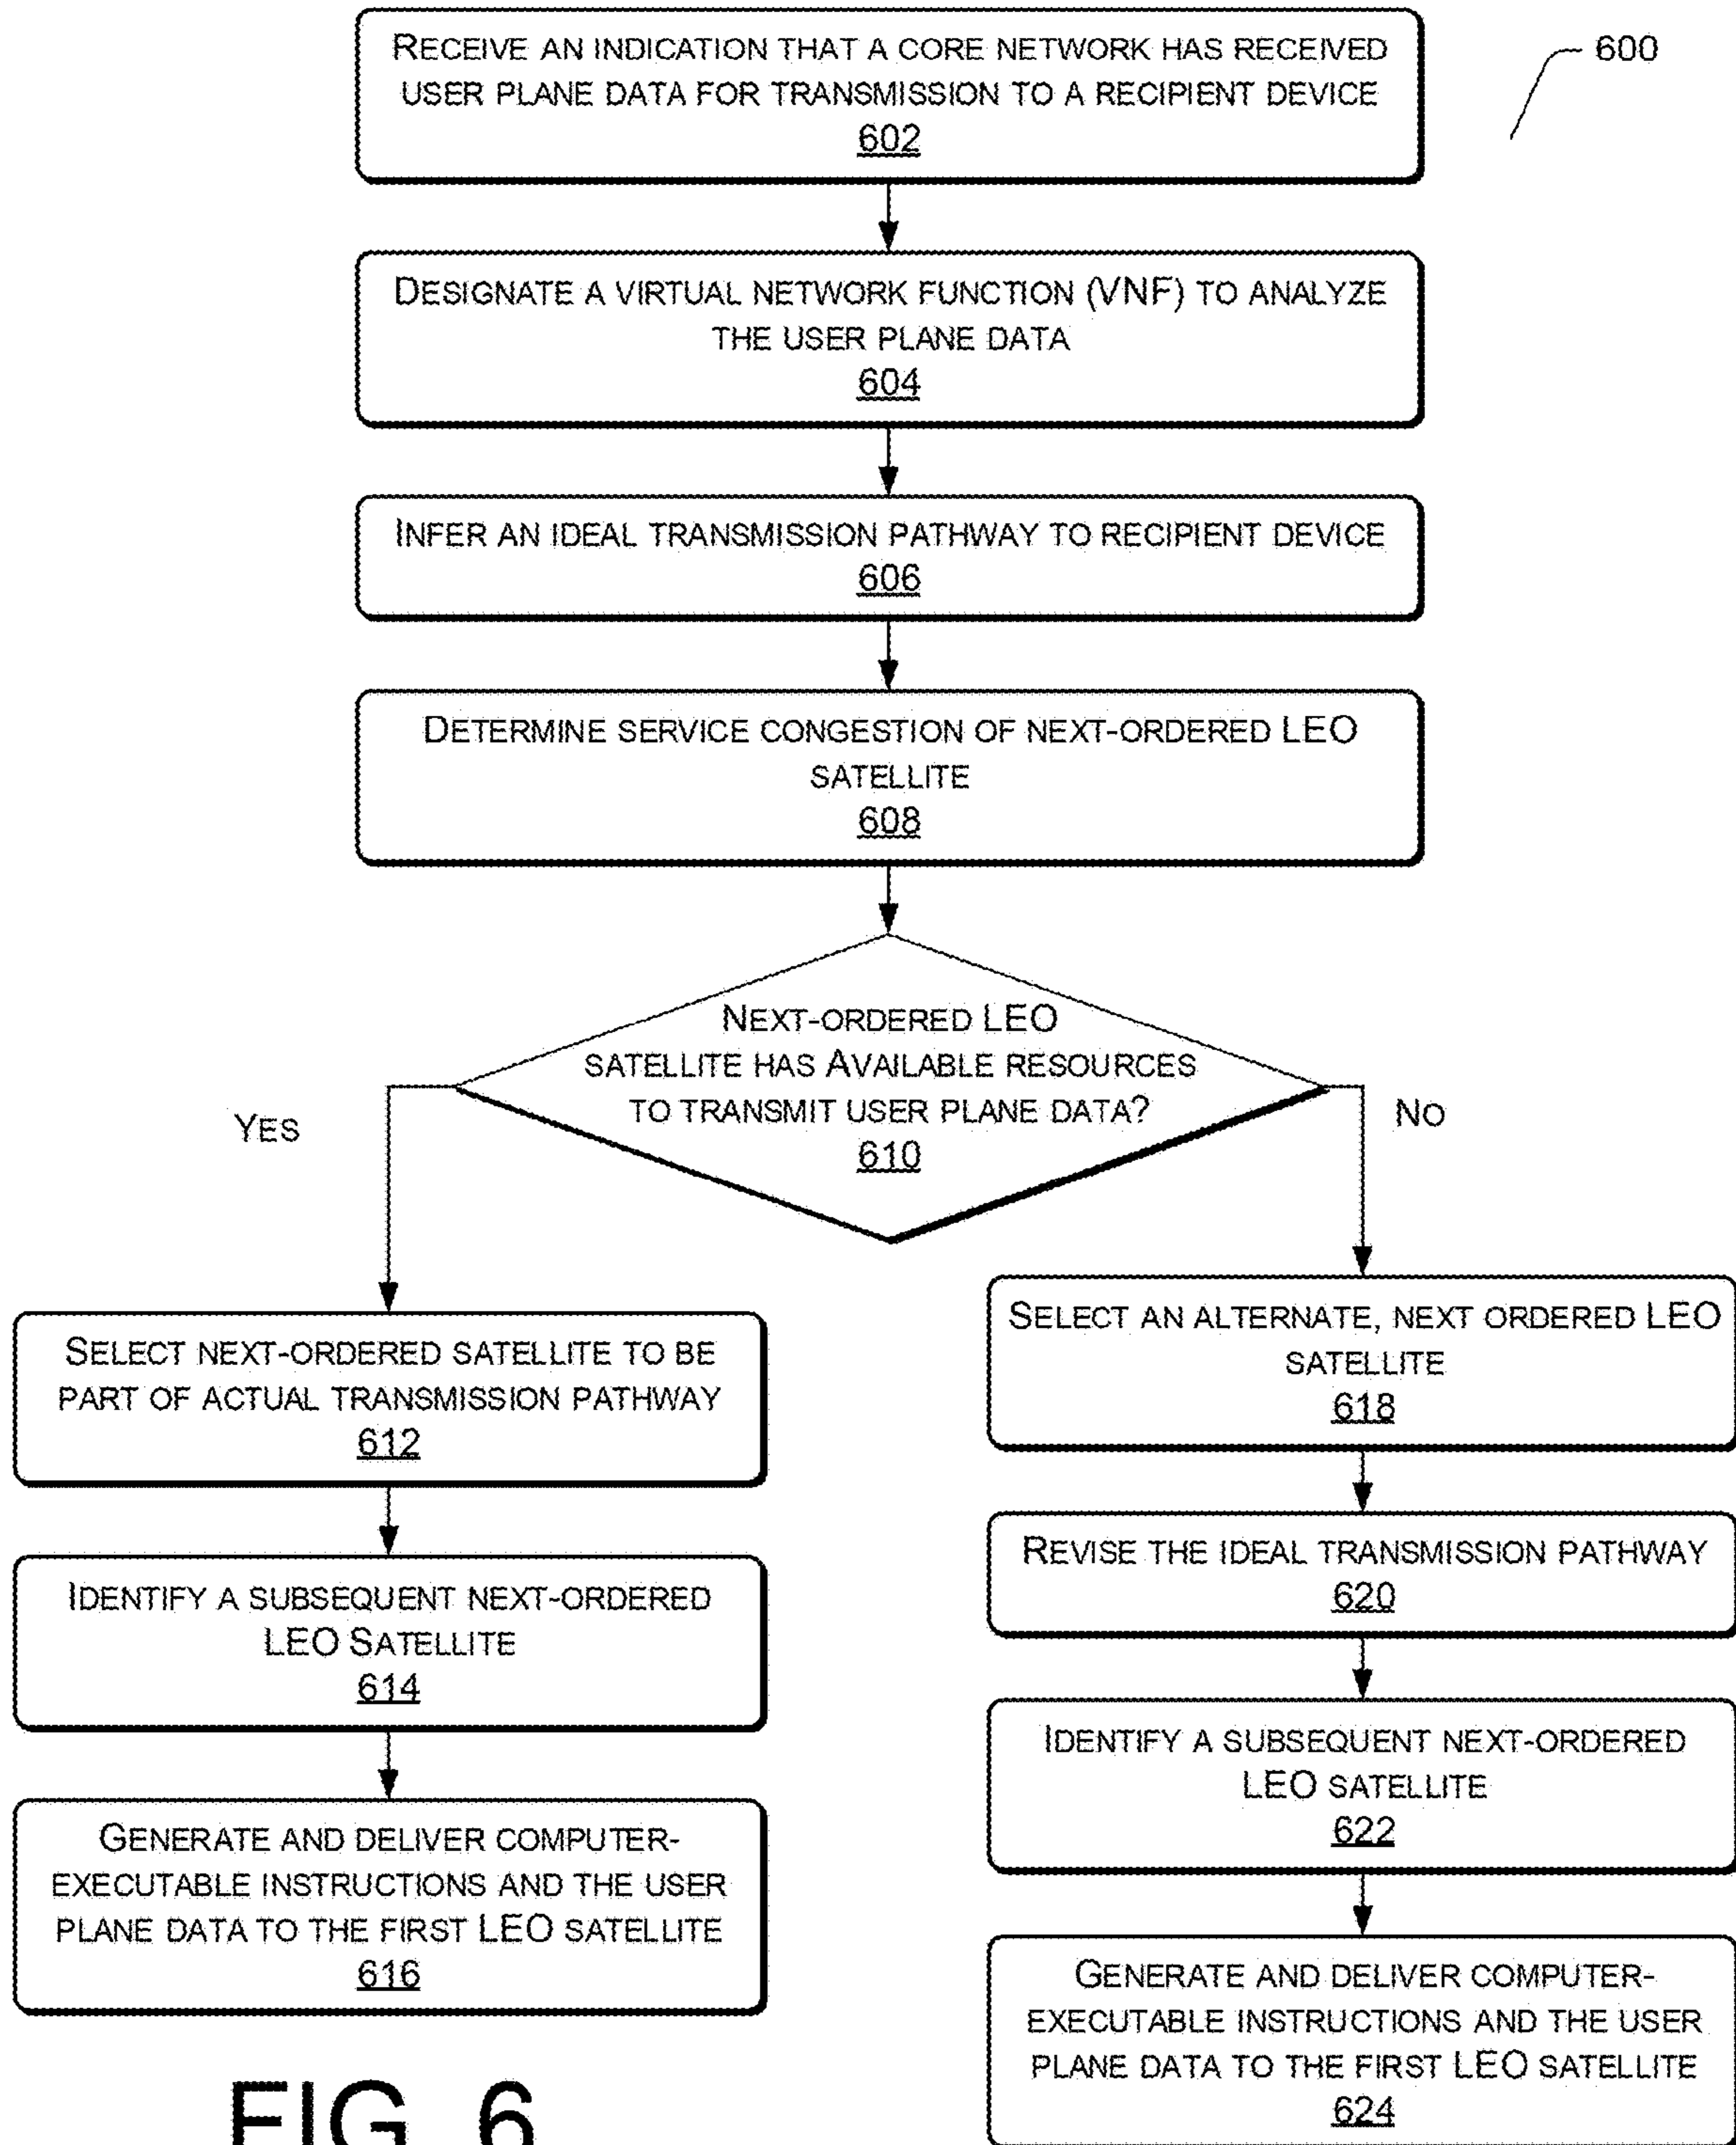 RECEIVE AN INDICATION THAT A CORE NETWORK HAS RECEIVED
USER PLANE DATA FOR TRANSMISSION TO A RECIPIENT DEVICE
602
600
DESIGNATE A VIRTUAL NETWORK FUNCTION (VNF) TO ANALYZE
THE USER PLANE DATA
604
INFER AN IDEAL TRANSMISSION PATHWAY TO RECIPIENT DEVICE
606
DETERMINE SERVICE CONGESTION OF NEXT-ORDERED LEO
SATELLITE
608
NEXT-ORDERED LEO
SATELLITE HAS AVAILABLE RESOURCES
TO TRANSMIT USER PLANE DATA?
610
YES
NO
SELECT NEXT-ORDERED SATELLITE TO BE
PART OF ACTUAL TRANSMISSION PATHWAY
612
IDENTIFY A SUBSEQUENT NEXT-ORDERED
LEO SATELLITE
614
GENERATE AND DELIVER COMPUTER-
EXECUTABLE INSTRUCTIONS AND THE USER
PLANE DATA TO THE FIRST LEO SATELLITE
616
SELECT AN ALTERNATE, NEXT ORDERED LEO
SATELLITE
618
REVISE THE IDEAL TRANSMISSION PATHWAY
620
IDENTIFY A SUBSEQUENT NEXT-ORDERED
LEO SATELLITE
622
GENERATE AND DELIVER COMPUTER-
EXECUTABLE INSTRUCTIONS AND THE USER
PLANE DATA TO THE FIRST LEO SATELLITE
624
FIG. 6